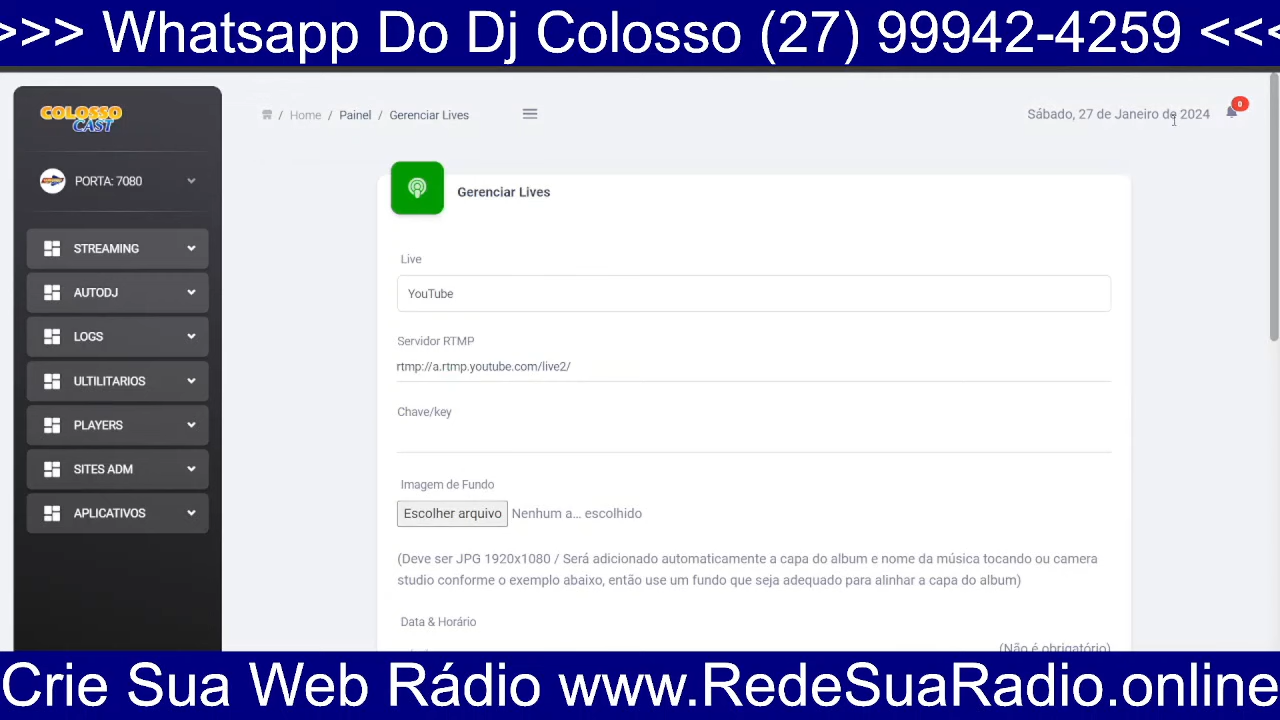 >>> Whatsapp Do Dj Colosso (27) 99942-4259 <<<
COLOSSO
CAST
/ Home / Painel / Gerenciar Lives
Sábado, 27 de Janeiro de 2024
0
PORTA: 7080
STREAMING
AUTODJ
LOGS
ULTILITARIOS
PLAYERS
SITES ADM
APLICATIVOS
Gerenciar Lives
Live
YouTube
Servidor RTMP
rtmp://a.rtmp.youtube.com/live2/
Chave/key
Imagem de Fundo
Escolher arquivo Nenhum a... escolhido
(Deve ser JPG 1920x1080 / Será adicionado automaticamente a capa do album e nome da música tocando ou camera
studio conforme o exemplo abaixo, então use um fundo que seja adequado para alinhar a capa do album)
Data & Horário
(Não é obrigatório)
Crie Sua Web Rádio www.RedeSuaRadio.online